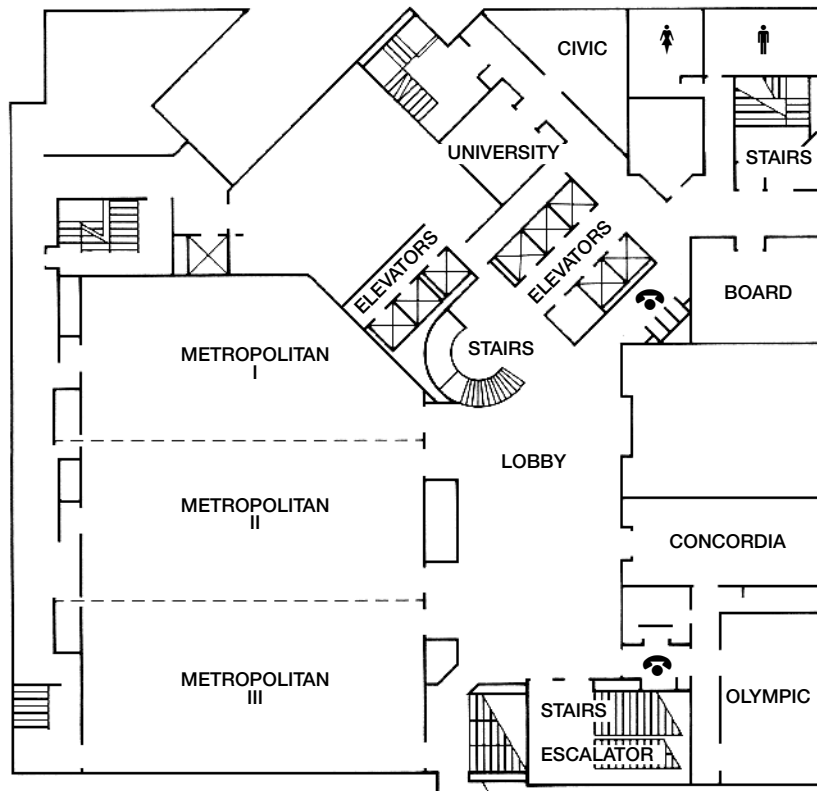 CIVIC
UNIVERSITY
STAIRS
ELEVATORS
ELEVATORS
BOARD
METROPOLITAN
I
STAIRS
LOBBY
METROPOLITAN
II
CONCORDIA
METROPOLITAN
III
OLYMPIC
STAIRS
ESCALATOR